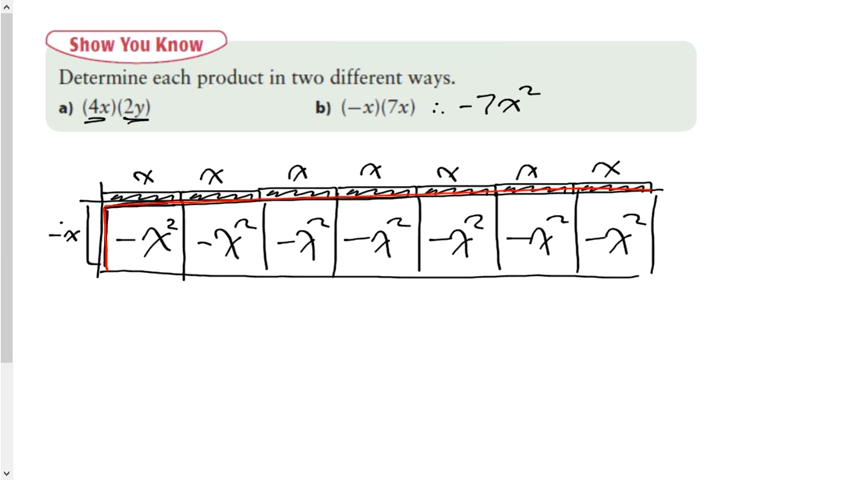 Show You Know
Determine each product in two different ways.
a) (4x)(2y) b) (−x)(7x) ∴ −7x²
x x x x x x x
−x −x² −x² −x² −x² −x² −x² −x²